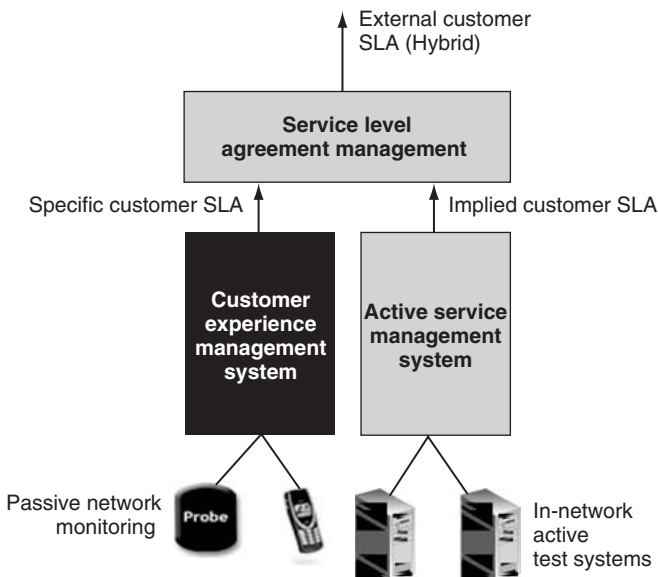 External customer
SLA (Hybrid)
Service level
agreement management
Specific customer SLA
Implied customer SLA
Customer
experience
management
system
Active service
management
system
Passive network
monitoring
Probe
In-network
active
test systems